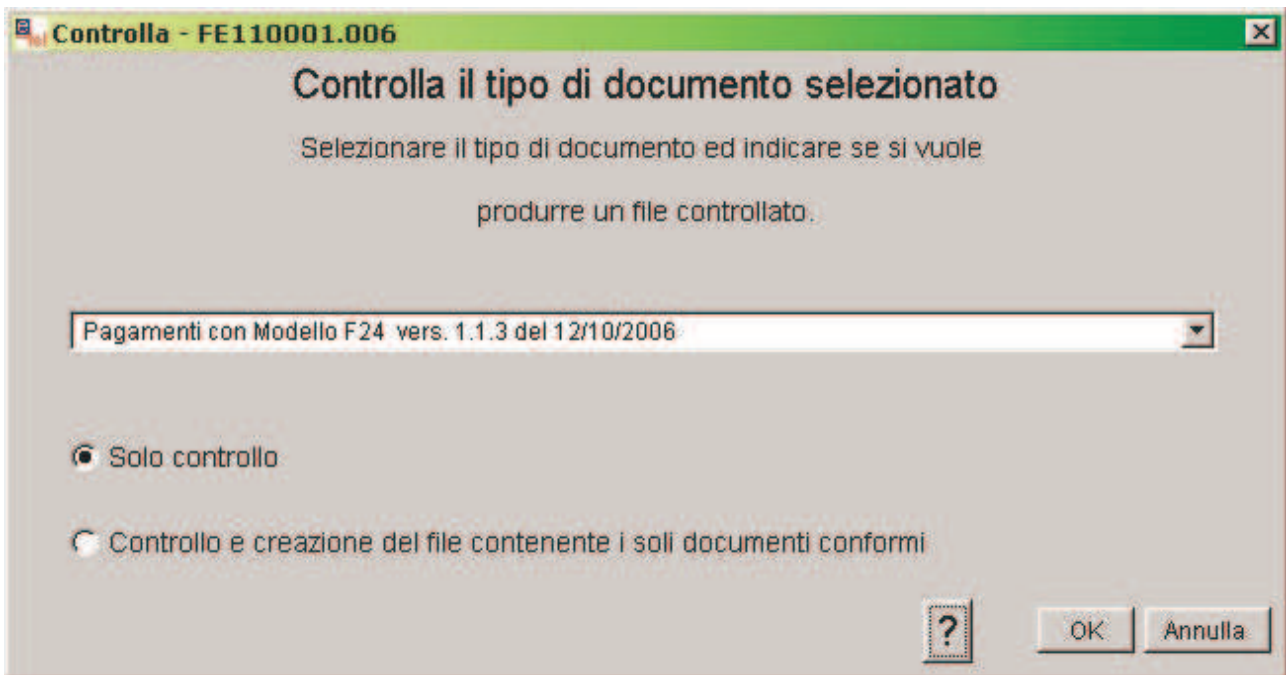 Controlla - FE110001.006
Controlla il tipo di documento selezionato
Selezionare il tipo di documento ed indicare se si vuole
produrre un file controllato.
Pagamenti con Modello F24 vers. 1.1.3 del 12/10/2006
Solo controllo
Controllo e creazione del file contenente i soli documenti conformi
? OK Annulla